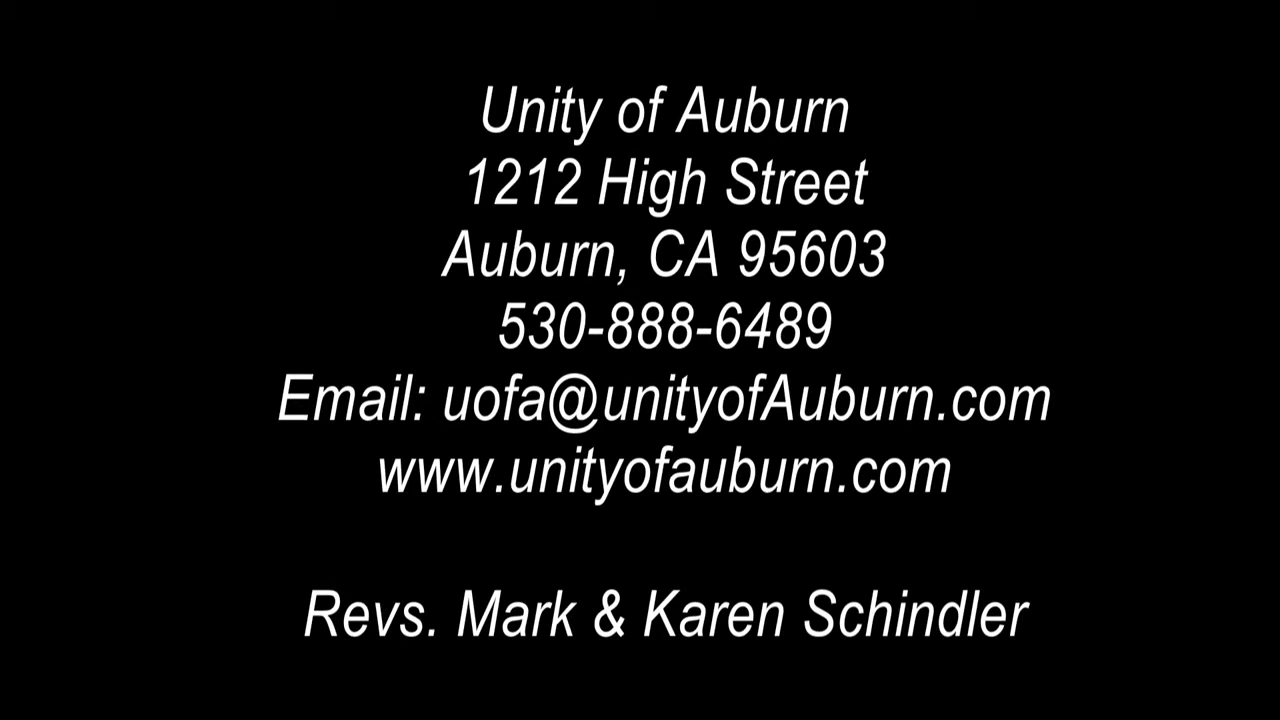 Unity of Auburn
1212 High Street
Auburn, CA 95603
530-888-6489
Email: uofa@unityofAuburn.com
www.unityofauburn.com
Revs. Mark & Karen Schindler